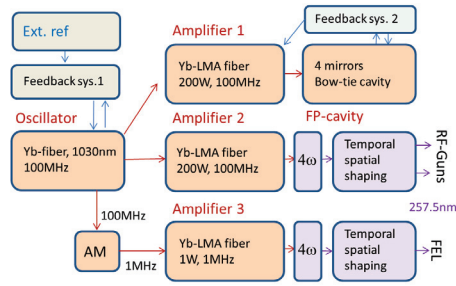 Ext. ref
Feedback sys.1
Oscillator
Yb-fiber, 1030nm
100MHz
100MHz
AM
1MHz
Amplifier 1
Yb-LMA fiber
200W, 100MHz
Feedback sys. 2
4 mirrors
Bow-tie cavity
Amplifier 2
FP-cavity
Yb-LMA fiber
200W, 100MHz
4ω
Temporal
spatial
shaping
RF-Guns
257.5nm
Amplifier 3
Yb-LMA fiber
1W, 1MHz
4ω
Temporal
spatial
shaping
FEL